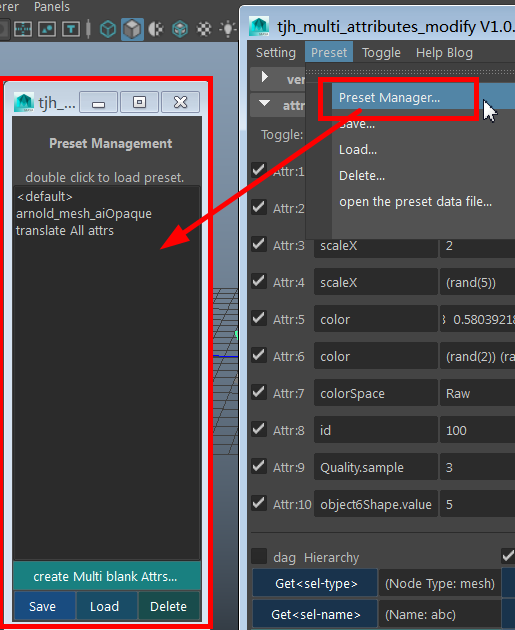 erer Panels
tjh_...
Preset Management
double click to load preset.
<default>
arnold_mesh_aiOpaque
translate All attrs
create Multi blank Attrs...
Save Load Delete
tjh_multi_attributes_modify V1.0.
Setting Preset Toggle Help Blog
Preset Manager...
Save...
Load...
Delete...
open the preset data file...
ver
attr
Toggle:
Attr:1
Attr:2
Attr:3 scaleX 2
Attr:4 scaleX (rand(5))
Attr:5 color 0.58039218
Attr:6 color (rand(2)) (ra
Attr:7 colorSpace Raw
Attr:8 id 100
Attr:9 Quality.sample 3
Attr:10 object6Shape.value 5
dag Hierarchy
Get<sel-type> (Node Type: mesh)
Get<sel-name> (Name: abc)